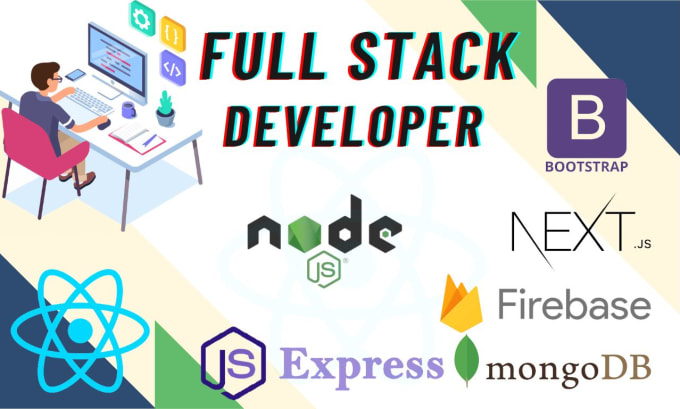 FULL STACK
DEVELOPER
B
BOOTSTRAP
node
JS
®
NEXT.JS
Firebase
JS Express
mongoDB